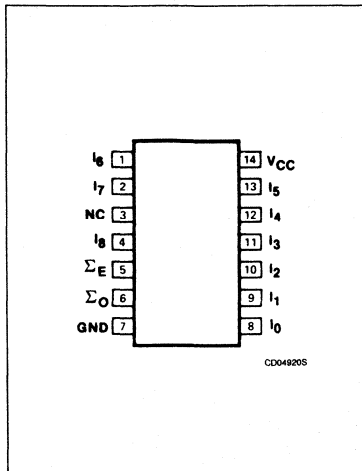 I6 1 14 VCC
I7 2 13 I5
NC 3 12 I4
I8 4 11 I3
ΣE 5 10 I2
ΣO 6 9 I1
GND 7 8 I0
CD04920S